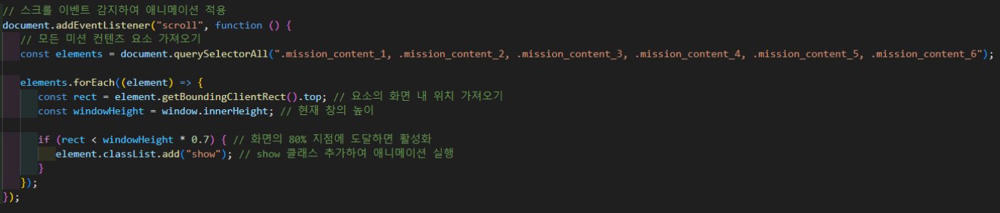 // 스크롤 이벤트 감지하여 애니메이션 적용
document.addEventListener("scroll", function () {
// 모든 미션 컨텐츠 요소 가져오기
const elements = document.querySelectorAll(".mission_content_1, .mission_content_2, .mission_content_3, .mission_content_4, .mission_content_5, .mission_content_6");
elements.forEach((element) => {
const rect = element.getBoundingClientRect().top; // 요소의 화면 내 위치 가져오기
const windowHeight = window.innerHeight; // 현재 창의 높이
if (rect < windowHeight * 0.7) { // 화면의 80% 지점에 도달하면 활성화
element.classList.add("show"); // show 클래스 추가하여 애니메이션 실행
}
});
});